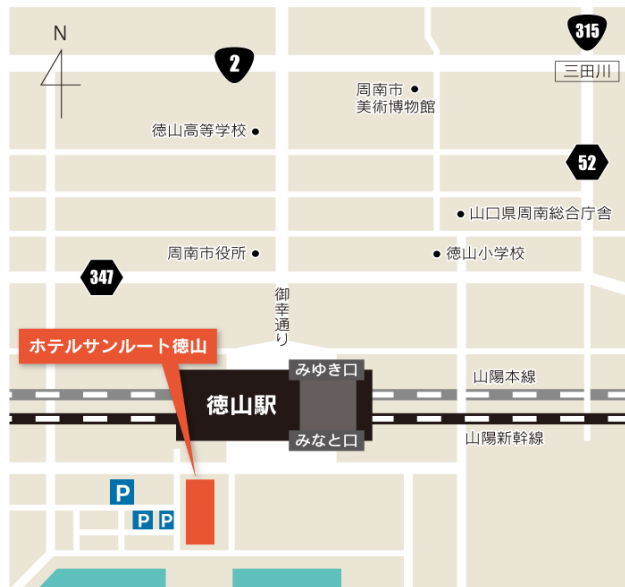 N
315
2
三田川
周南市
美術博物館
徳山高等学校
52
山口県周南総合庁舎
周南市役所
徳山小学校
347
御幸通り
ホテルサンルート徳山
みゆき口
山陽本線
徳山駅
みなと口
山陽新幹線
P
P
P